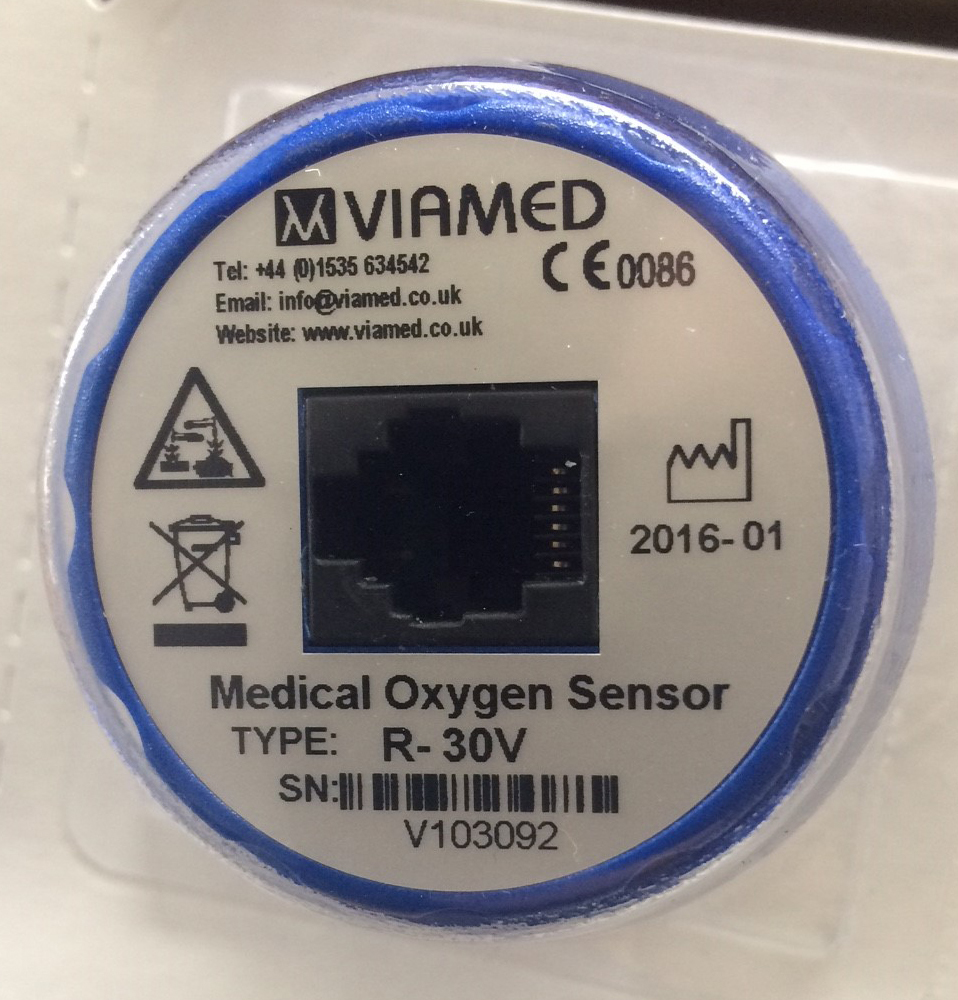 VIAMED
Tel: +44 (0)1535 634542
Email: info@viamed.co.uk
Website: www.viamed.co.uk
CE 0086
2016-01
Medical Oxygen Sensor
TYPE: R-30V
SN:
V103092